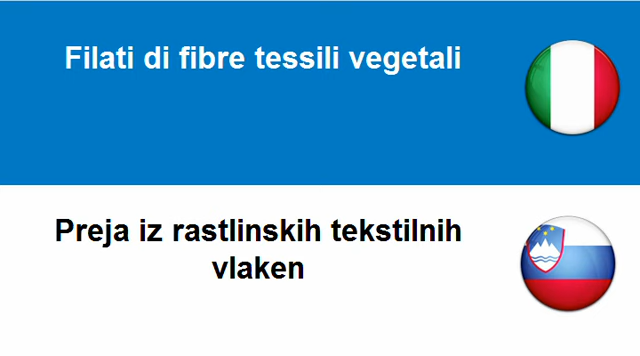 Filati di fibre tessili vegetali
Preja iz rastlinskih tekstilnih
vlaken